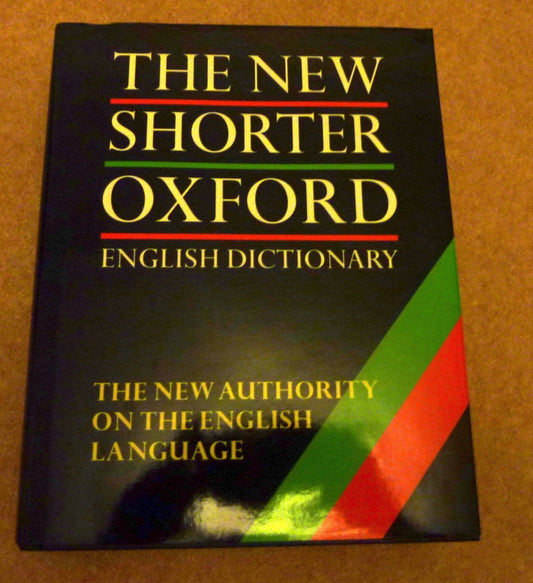 THE NEW
SHORTER
OXFORD
ENGLISH DICTIONARY
THE NEW AUTHORITY
ON THE ENGLISH
LANGUAGE